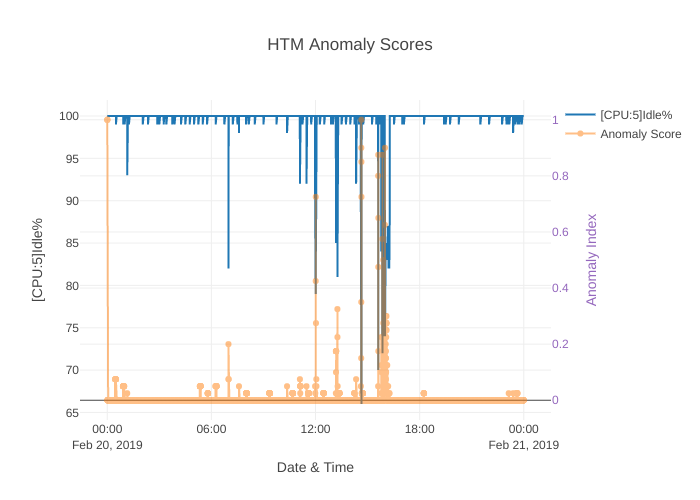 HTM Anomaly Scores
[CPU:5]Idle%
Anomaly Score
100
95
90
85
80
75
70
65
[CPU:5]Idle%
1
0.8
0.6
0.4
0.2
0
Anomaly Index
00:00
Feb 20, 2019
06:00
12:00
18:00
00:00
Feb 21, 2019
Date & Time